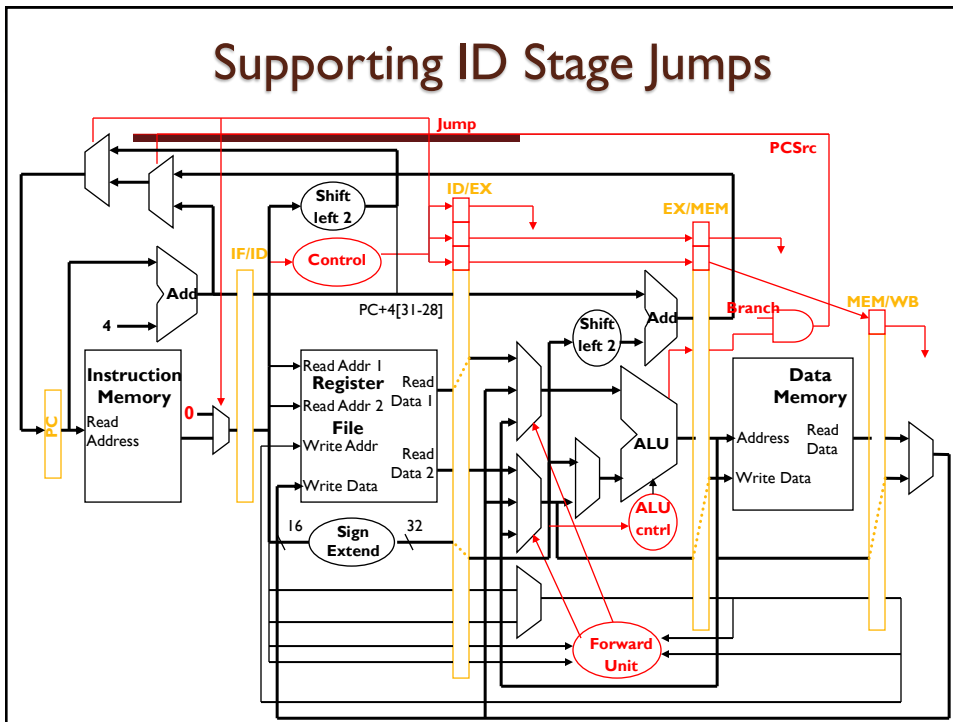 Supporting ID Stage Jumps
Jump
PCSrc
ID/EX
Shift
left 2
EX/MEM
IF/ID
Control
Add
PC+4[31-28]
4
Add
Branch
MEM/WB
Shift
left 2
Instruction
Memory
Read
Address
PC
0
Read Addr 1
Register
Read
Data 1
Read Addr 2
File
Write Addr
Read
Data 2
Write Data
ALU
ALU
cntrl
Data
Memory
Address
Read
Data
Write Data
16
Sign
Extend
32
Forward
Unit